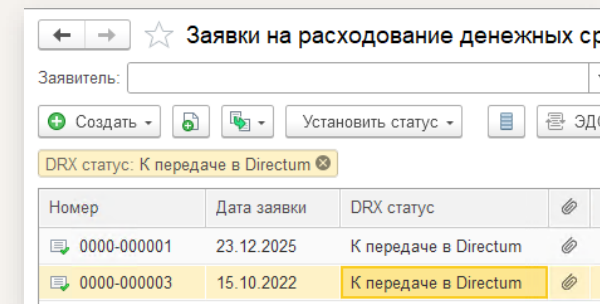 Заявки на расходование денежных ср
Заявитель:
Создать Установить статус ЭДО
DRX статус: К передаче в Directum
Номер Дата заявки DRX статус
0000-000001 23.12.2025 К передаче в Directum
0000-000003 15.10.2022 К передаче в Directum